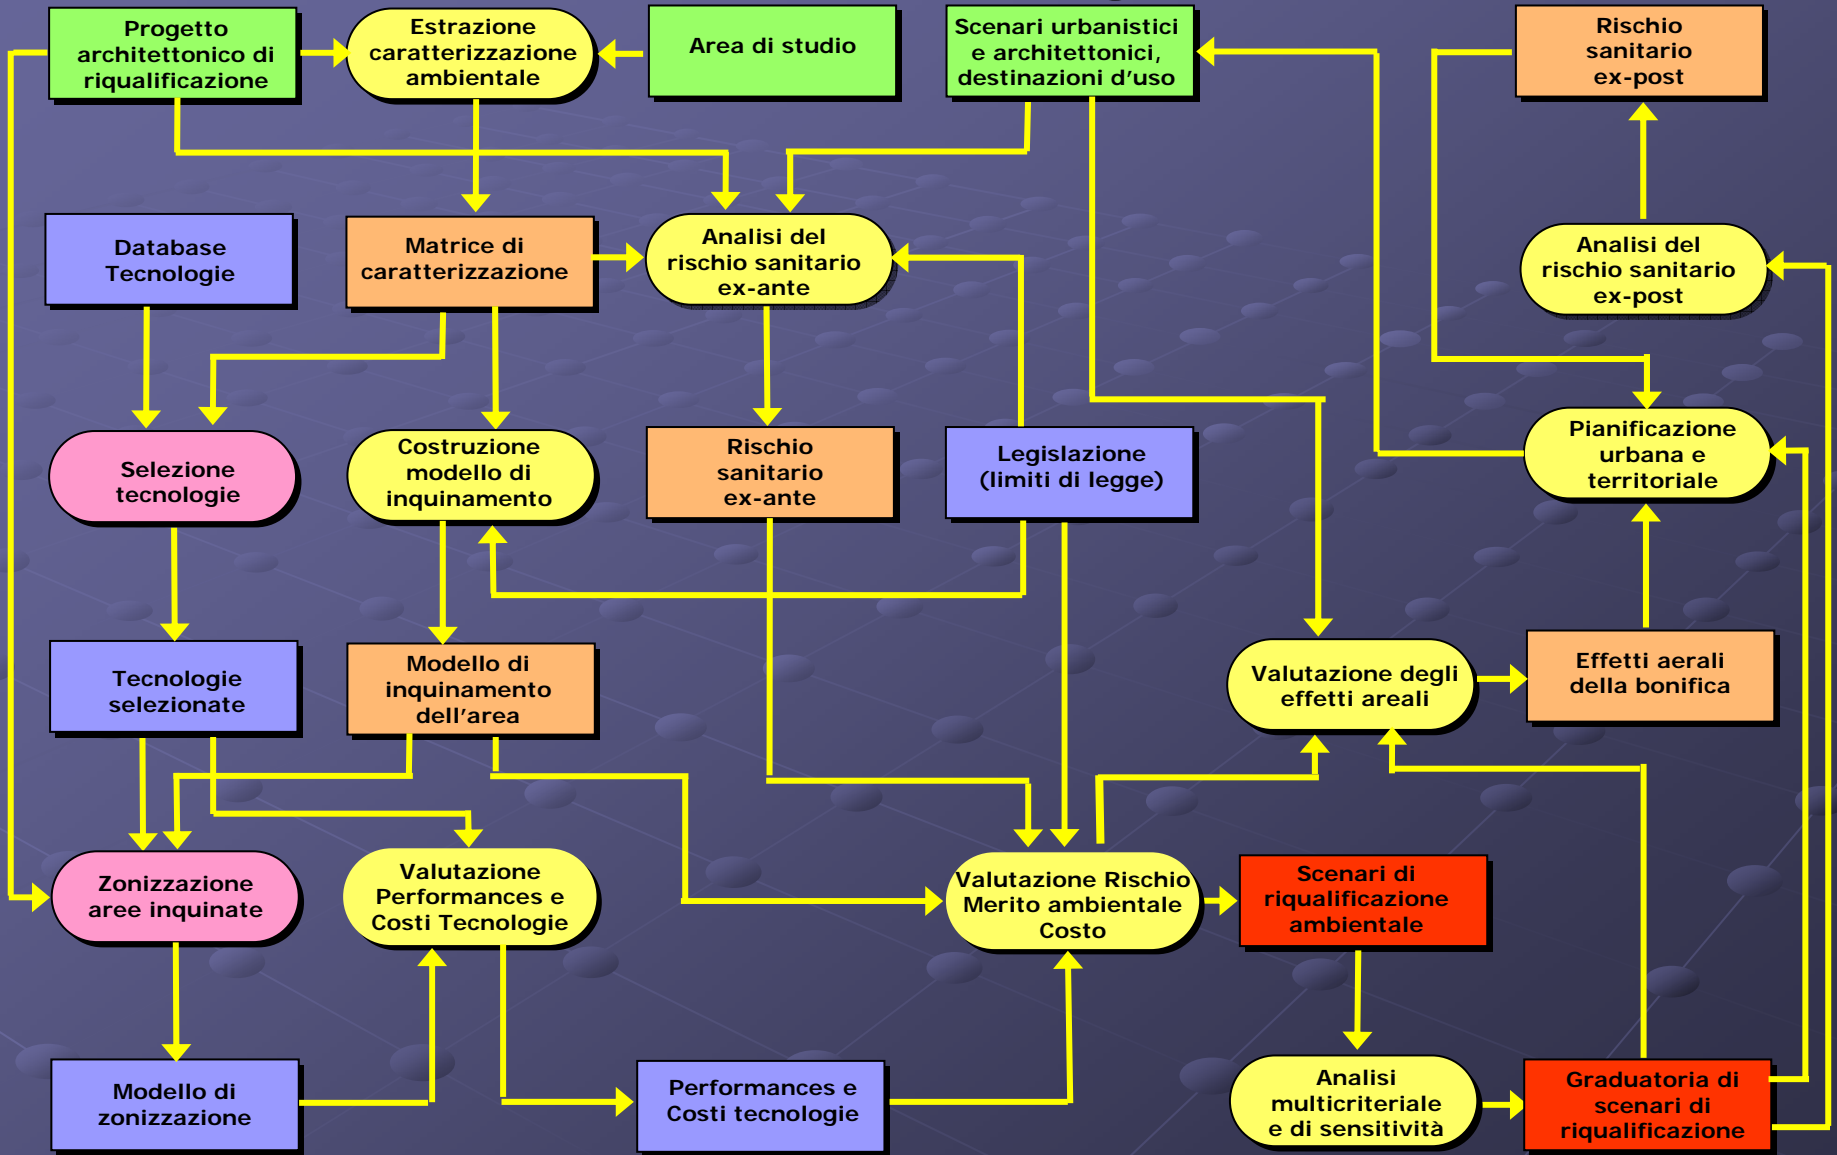 Progetto
architettonico di
riqualificazione
Estrazione
caratterizzazione
ambientale
Area di studio
Scenari urbanistici
e architettonici,
destinazioni d'uso
Rischio
sanitario
ex-post
Database
Tecnologie
Matrice di
caratterizzazione
Analisi del
rischio sanitario
ex-ante
Analisi del
rischio sanitario
ex-post
Selezione
tecnologie
Costruzione
modello di
inquinamento
Rischio
sanitario
ex-ante
Legislazione
(limiti di legge)
Pianificazione
urbana e
territoriale
Tecnologie
selezionate
Modello di
inquinamento
dell'area
Valutazione degli
effetti areali
Effetti aerali
della bonifica
Zonizzazione
aree inquinate
Valutazione
Performances e
Costi Tecnologie
Valutazione Rischio
Merito ambientale
Costo
Scenari di
riqualificazione
ambientale
Modello di
zonizzazione
Performances e
Costi tecnologie
Analisi
multicriteriale
e di sensitività
Graduatoria di
scenari di
riqualificazione